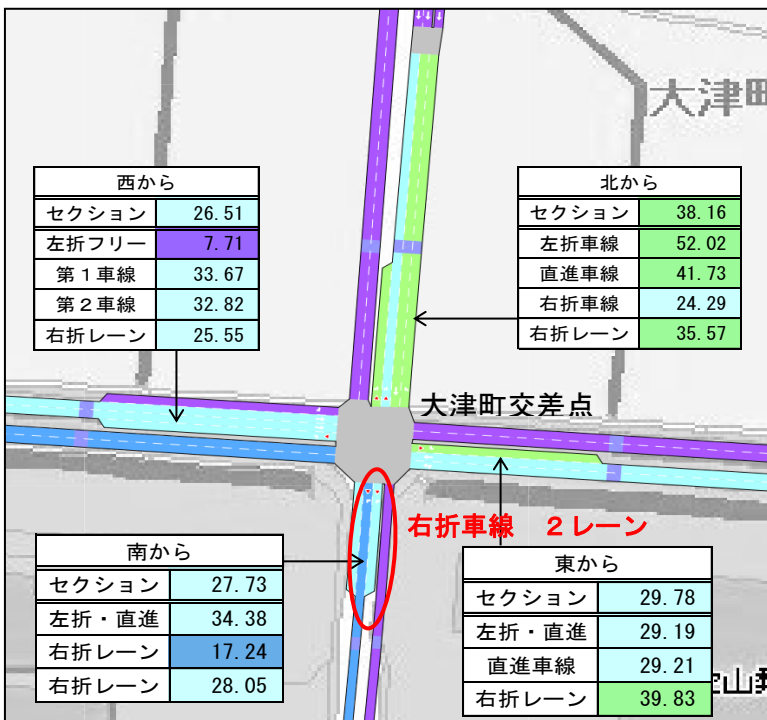 大津町
西から
セクション 26.51
左折フリー 7.71
第1車線 33.67
第2車線 32.82
右折レーン 25.55
北から
セクション 38.16
左折車線 52.02
直進車線 41.73
右折車線 24.29
右折レーン 35.57
大津町交差点
右折車線 2レーン
南から
セクション 27.73
左折・直進 34.38
右折レーン 17.24
右折レーン 28.05
東から
セクション 29.78
左折・直進 29.19
直進車線 29.21
右折レーン 39.83
山